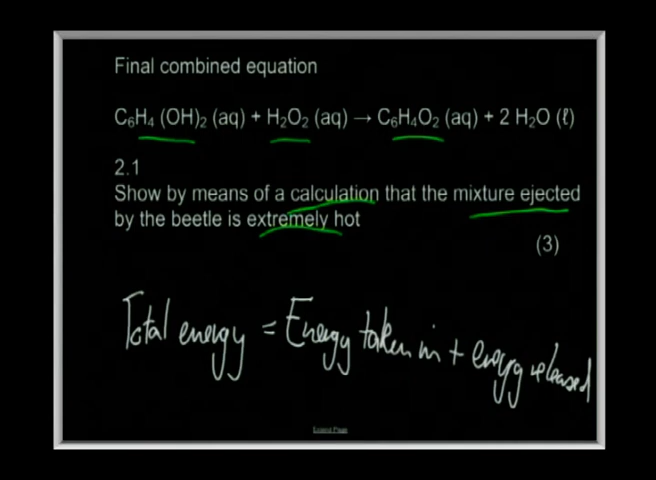 Final combined equation
C₆H₄ (OH)₂ (aq) + H₂O₂ (aq) → C₆H₄O₂ (aq) + 2 H₂O (ℓ)
2.1
Show by means of a calculation that the mixture ejected
by the beetle is extremely hot
(3)
Total energy = Energy taken in + energy released
Extend Page